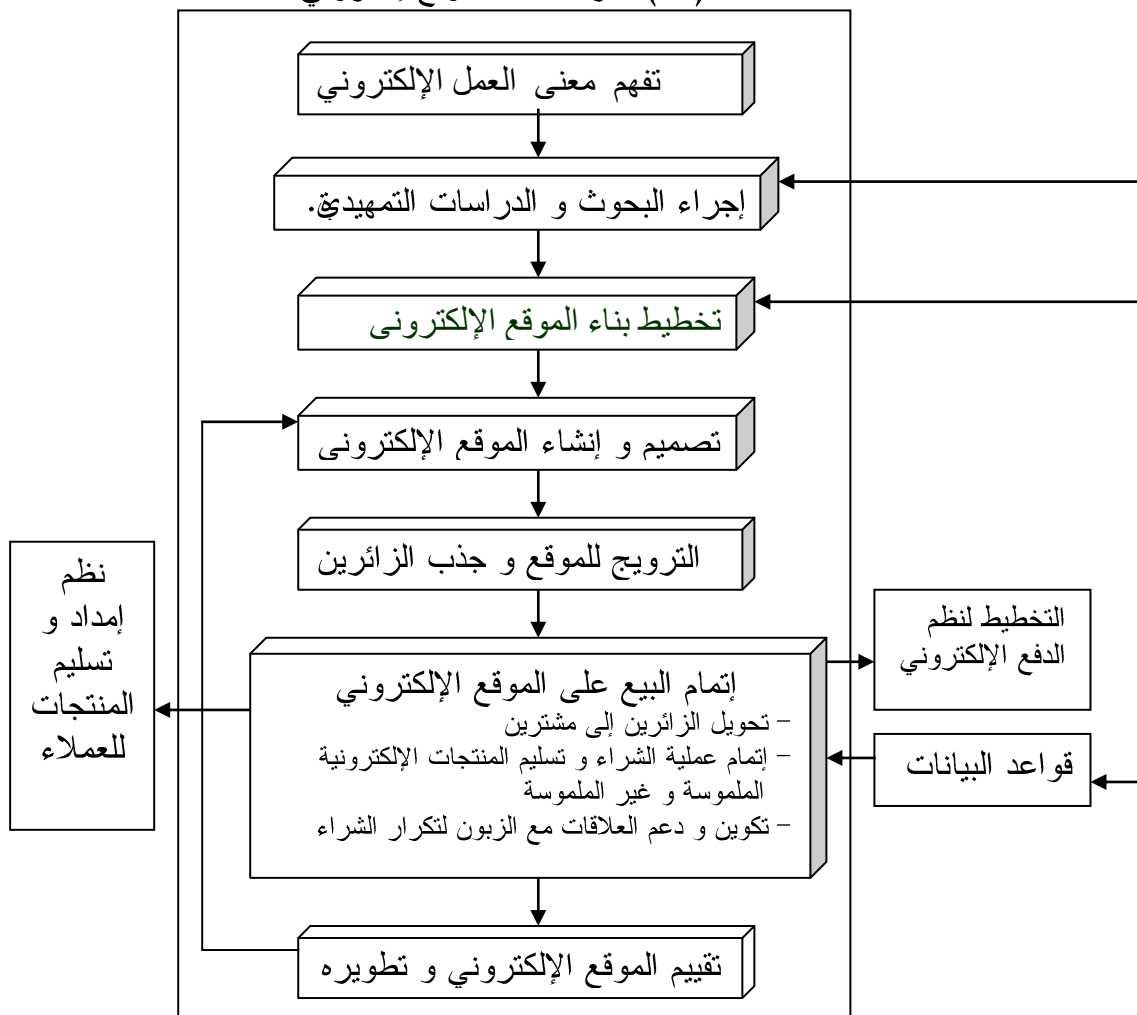 تفهم معنى العمل الإلكتروني
إجراء البحوث و الدراسات التمهيدية.
تخطيط بناء الموقع الإلكترونى
تصميم و إنشاء الموقع الإلكترونى
الترويج للموقع و جذب الزائرين
إتمام البيع على الموقع الإلكتروني
– تحويل الزائرين إلى مشترين
– إتمام عملية الشراء و تسليم المنتجات الإلكترونية
الملموسة و غير الملموسة
– تكوين و دعم العلاقات مع الزبون لتكرار الشراء
تقييم الموقع الإلكتروني و تطويره
التخطيط لنظم
الدفع الإلكتروني
قواعد البيانات
نظم
إمداد و
تسليم
المنتجات
للعملاء